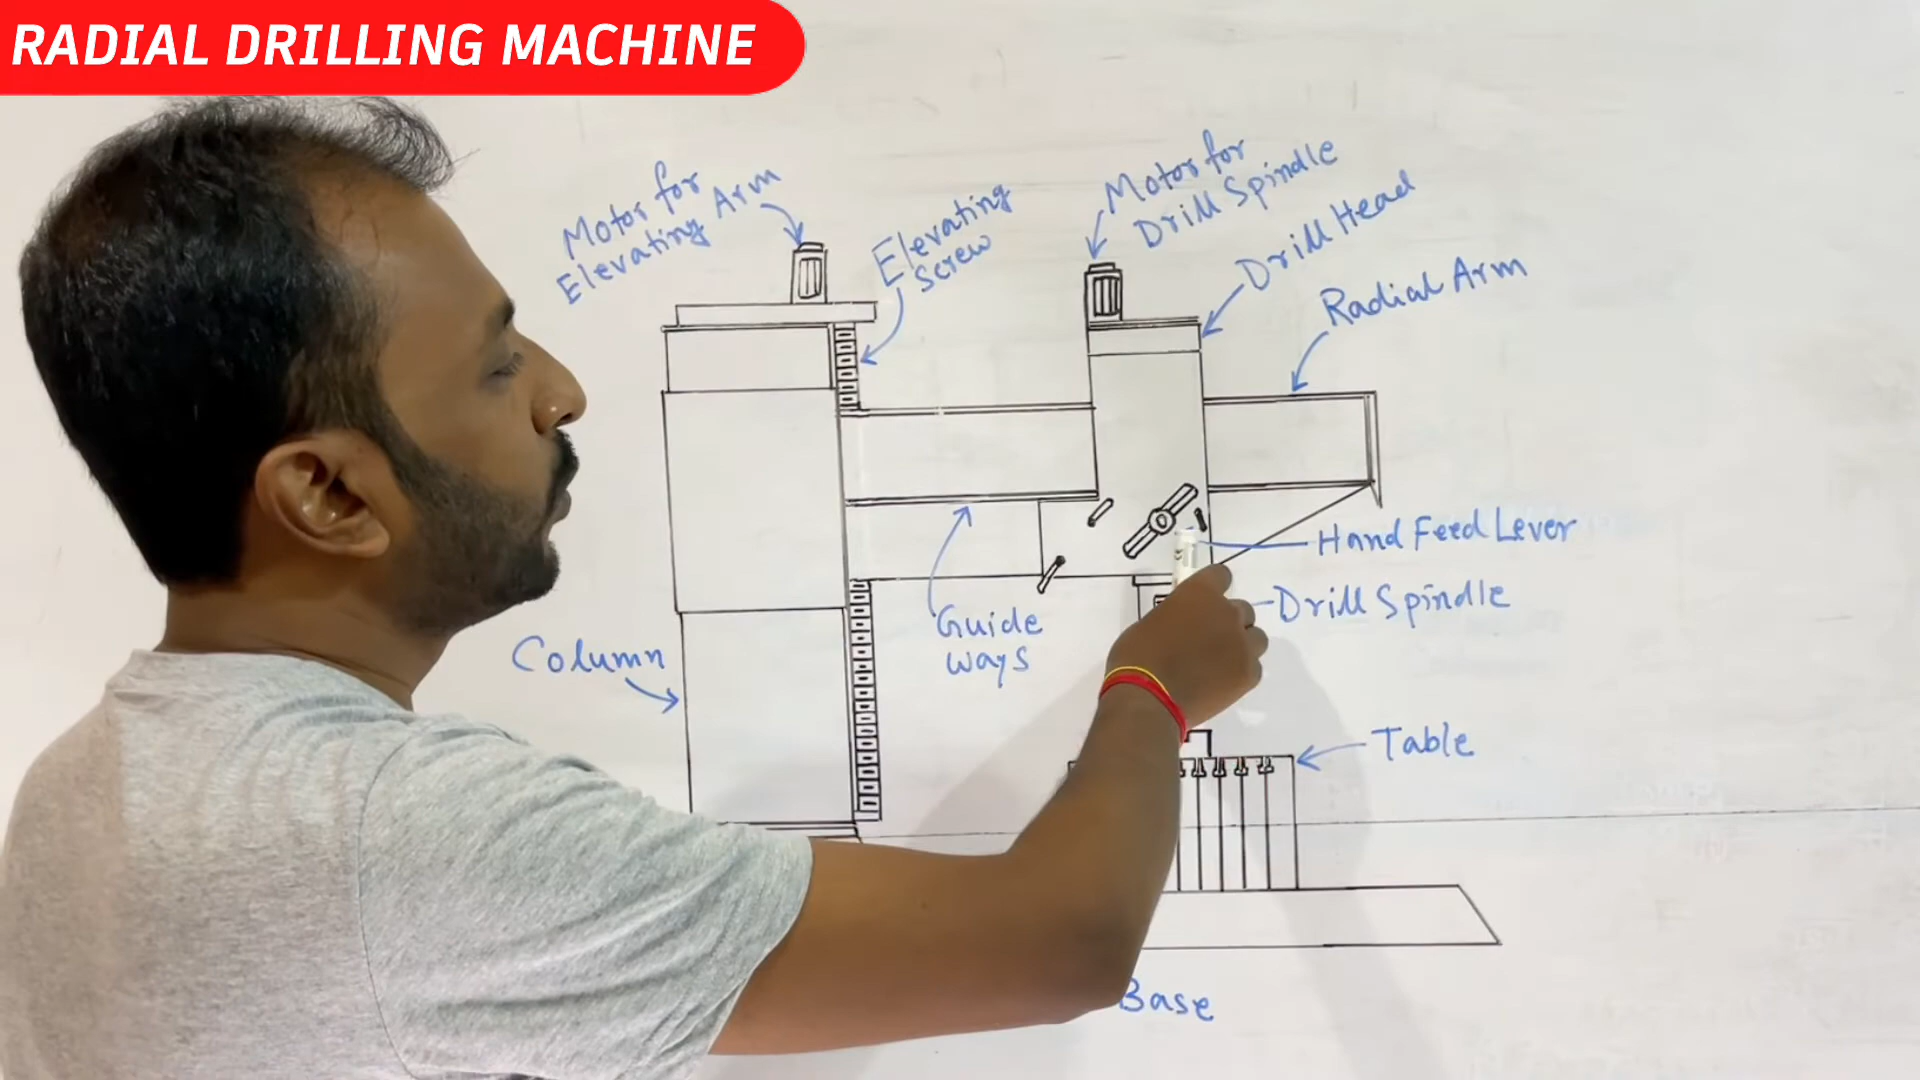 RADIAL DRILLING MACHINE
Motor for
Elevating Arm
Elevating
Screw
Motor for
Drill Spindle
Drill Head
Radial Arm
Hand Feed Lever
Drill Spindle
Guide
ways
Column
Table
Base